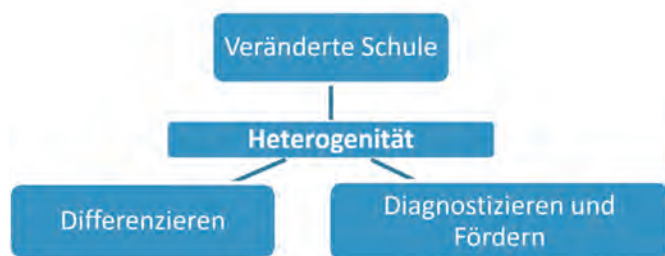 Veränderte Schule
Heterogenität
Differenzieren
Diagnostizieren und
Fördern